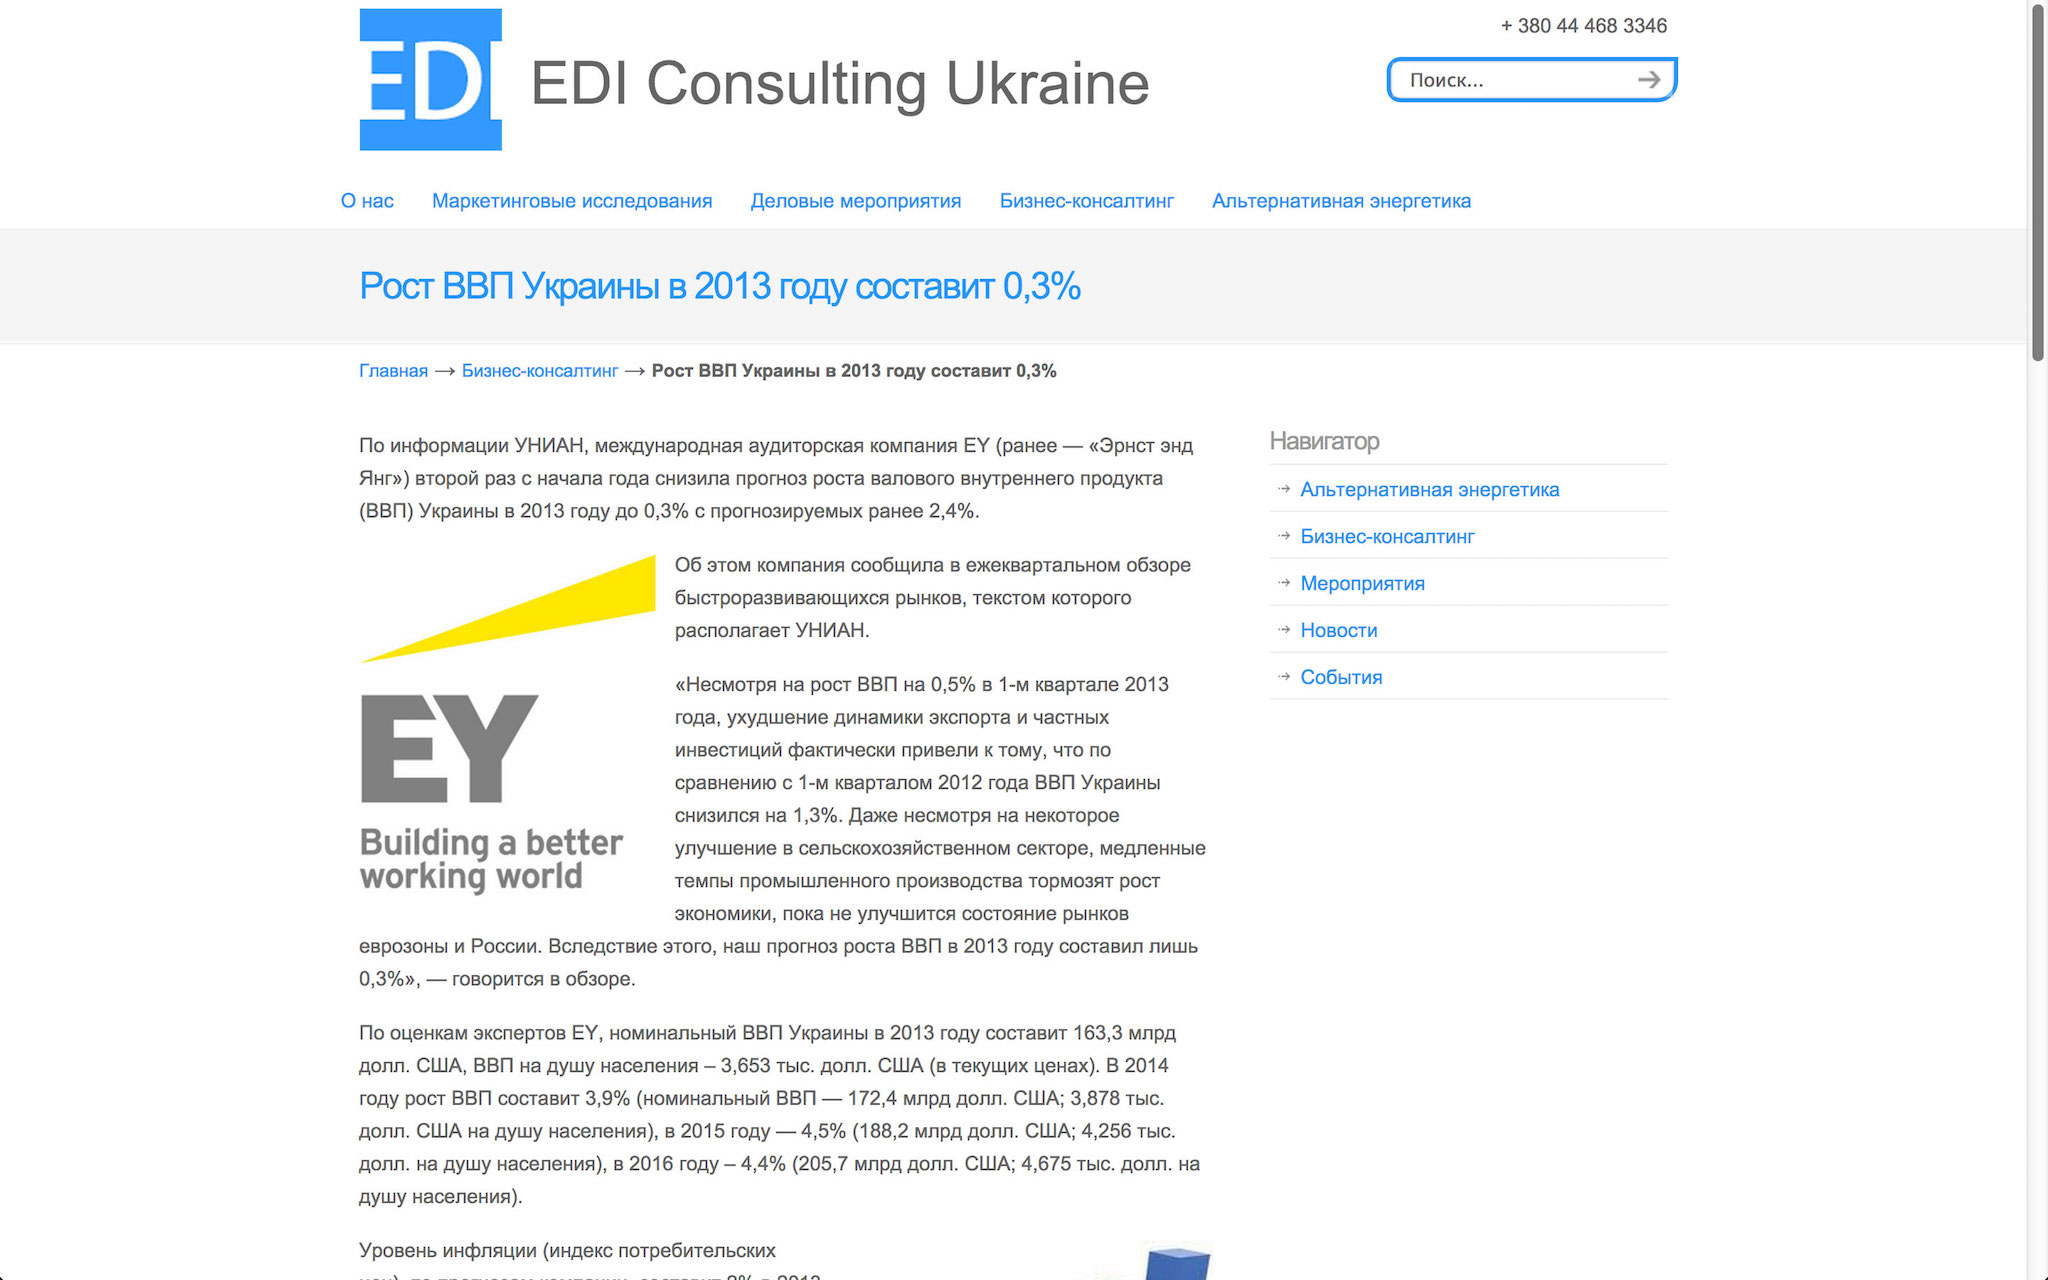 EDI
EDI Consulting Ukraine
+ 380 44 468 3346
Поиск...
О нас
Маркетинговые исследования
Деловые мероприятия
Бизнес-консалтинг
Альтернативная энергетика
Рост ВВП Украины в 2013 году составит 0,3%
Главная → Бизнес-консалтинг → Рост ВВП Украины в 2013 году составит 0,3%
По информации УНИАН, международная аудиторская компания EY (ранее — «Эрнст энд
Янг») второй раз с начала года снизила прогноз роста валового внутреннего продукта
(ВВП) Украины в 2013 году до 0,3% с прогнозируемых ранее 2,4%.
EY
Building a better
working world
Об этом компания сообщила в ежеквартальном обзоре
быстроразвивающихся рынков, текстом которого
располагает УНИАН.
«Несмотря на рост ВВП на 0,5% в 1-м квартале 2013
года, ухудшение динамики экспорта и частных
инвестиций фактически привели к тому, что по
сравнению с 1-м кварталом 2012 года ВВП Украины
снизился на 1,3%. Даже несмотря на некоторое
улучшение в сельскохозяйственном секторе, медленные
темпы промышленного производства тормозят рост
экономики, пока не улучшится состояние рынков
еврозоны и России. Вследствие этого, наш прогноз роста ВВП в 2013 году составил лишь
0,3%», — говорится в обзоре.
По оценкам экспертов EY, номинальный ВВП Украины в 2013 году составит 163,3 млрд
долл. США, ВВП на душу населения – 3,653 тыс. долл. США (в текущих ценах). В 2014
году рост ВВП составит 3,9% (номинальный ВВП — 172,4 млрд долл. США; 3,878 тыс.
долл. США на душу населения), в 2015 году — 4,5% (188,2 млрд долл. США; 4,256 тыс.
долл. на душу населения), в 2016 году – 4,4% (205,7 млрд долл. США; 4,675 тыс. долл. на
душу населения).
Уровень инфляции (индекс потребительских
Навигатор
Альтернативная энергетика
Бизнес-консалтинг
Мероприятия
Новости
События